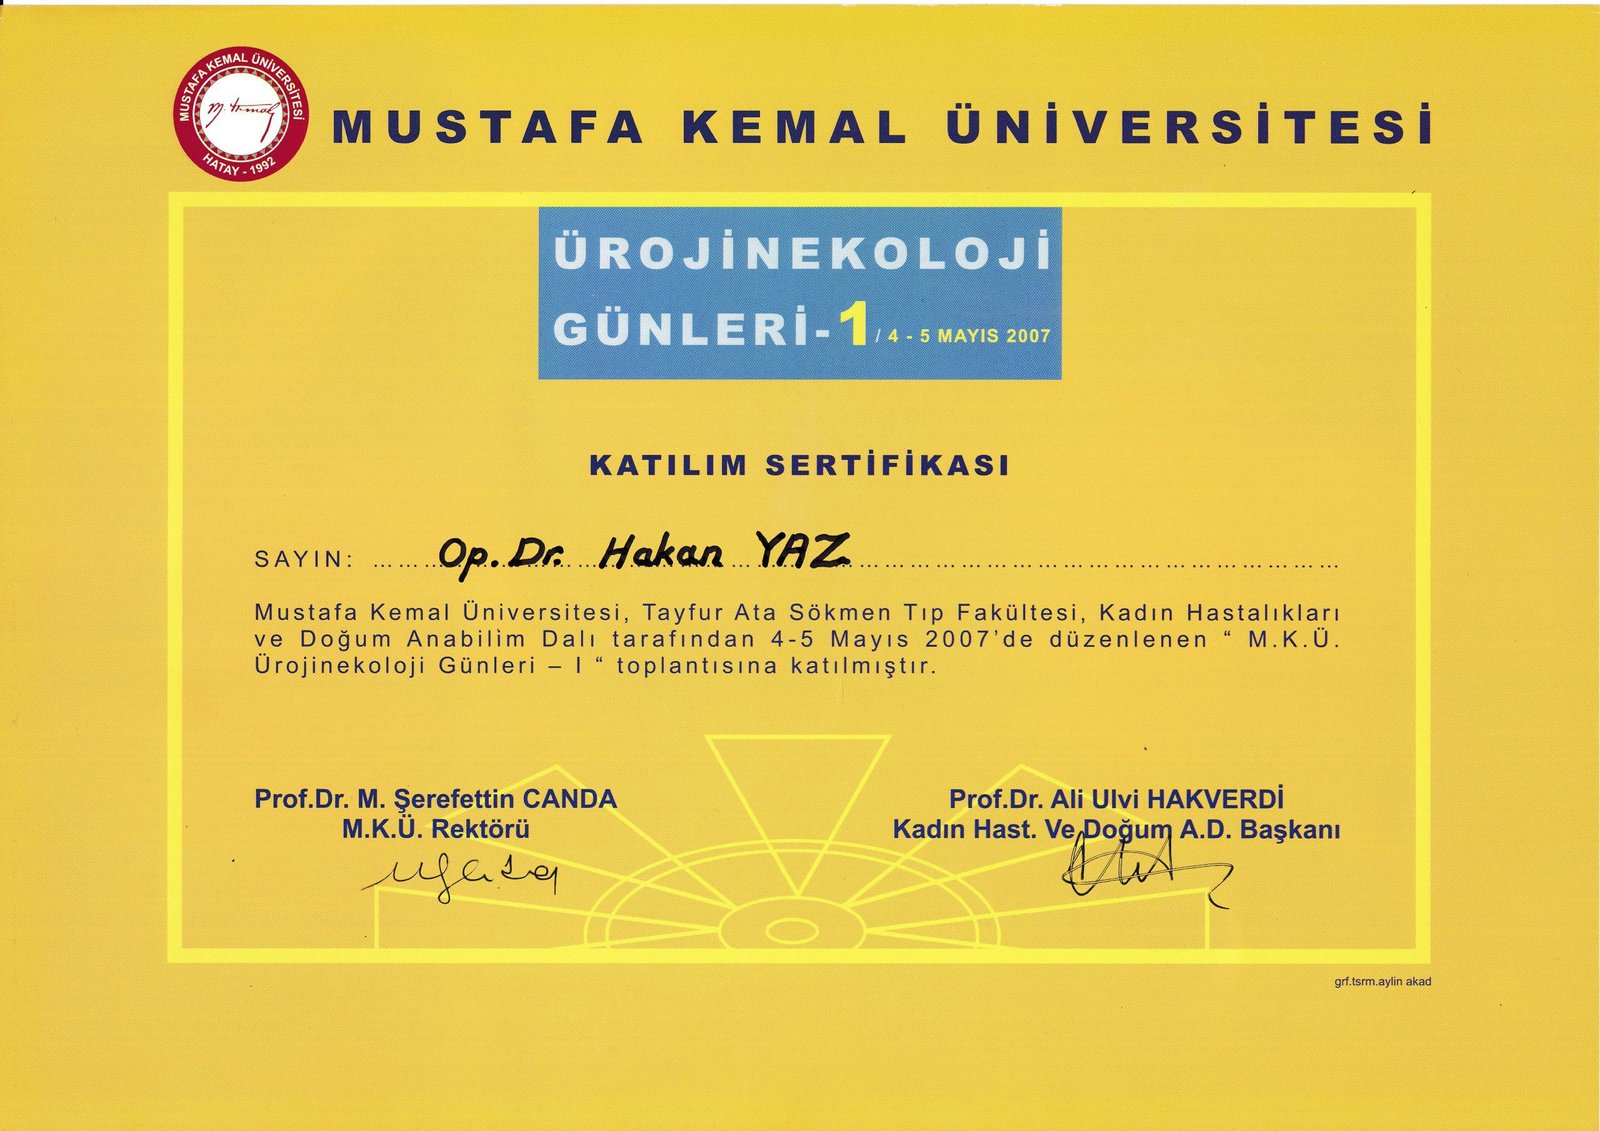 MUSTAFA KEMAL ÜNİVERSİTESİ
HATAY - 1992
M. Kemal
MUSTAFA KEMAL ÜNİVERSİTESİ
ÜROJİNEKOLOJİ
GÜNLERİ-1 / 4 - 5 MAYIS 2007
KATILIM SERTİFİKASI
SAYIN: Op. Dr. Hakan YAZ
Mustafa Kemal Üniversitesi, Tayfur Ata Sökmen Tıp Fakültesi, Kadın Hastalıkları
ve Doğum Anabilim Dalı tarafından 4-5 Mayıs 2007’de düzenlenen “ M.K.Ü.
Ürojinekoloji Günleri – I “ toplantısına katılmıştır.
Prof.Dr. M. Şerefettin CANDA
M.K.Ü. Rektörü
Prof.Dr. Ali Ulvi HAKVERDİ
Kadın Hast. Ve Doğum A.D. Başkanı
grf.tsrm.aylin akad